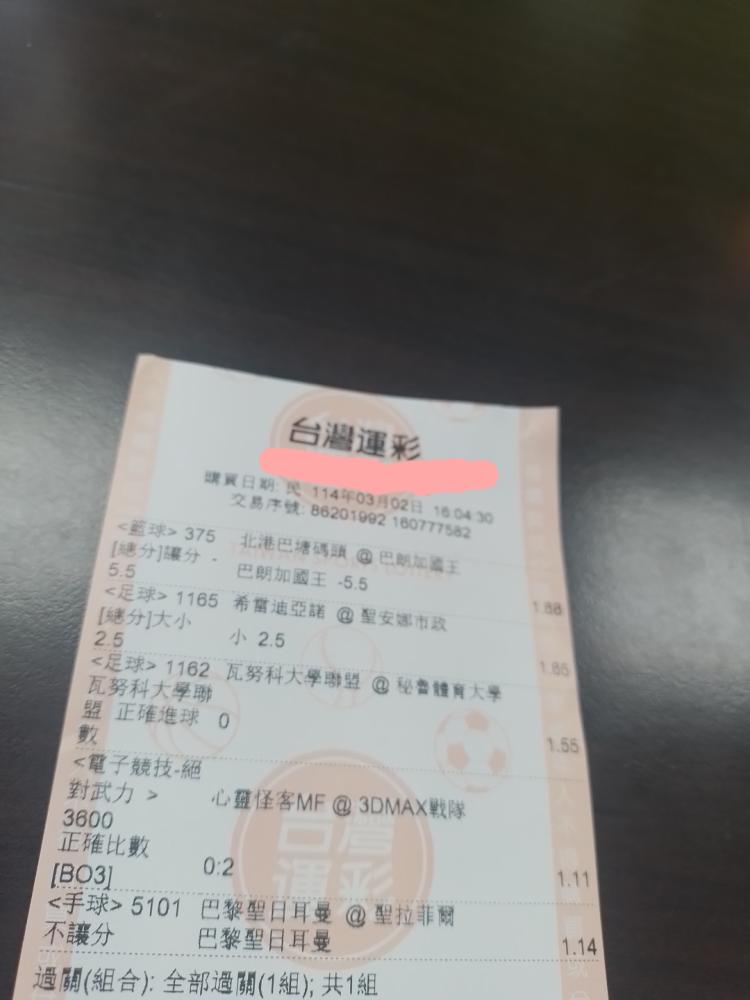 台灣運彩
購買日期: 民 114年03月02日 16:04:30
交易序號: 86201992 160777582
<籃球> 375 北港巴塘碼頭 @ 巴朗加國王
[總分]讓分 - 巴朗加國王 -5.5
5.5 1.88
<足球> 1165 希雷迪亞諾 @ 聖安娜市政
[總分]大小 小 2.5
2.5 1.85
<足球> 1162 瓦努科大學聯盟 @ 秘魯體育大學
瓦努科大學聯
盟 正確進球 0
數 1.55
<電子競技-絕
對武力 > 心靈怪客MF @ 3DMAX戰隊
3600
正確比數 0:2
[BO3] 1.11
<手球> 5101 巴黎聖日耳曼 @ 聖拉菲爾
不讓分 巴黎聖日耳曼 1.14
過關(組合): 全部過關(1組); 共1組
台灣
運彩